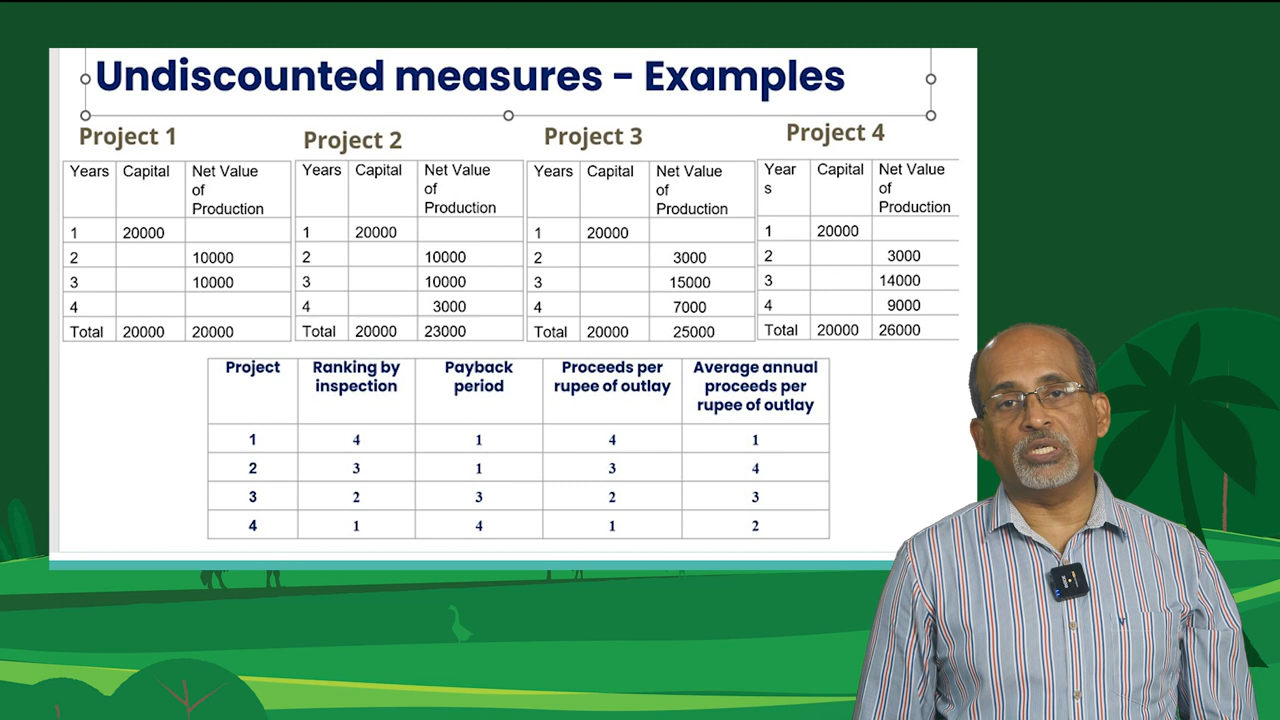 Undiscounted measures - Examples
Project 1
Years Capital Net Value
of
Production
1 20000
2 10000
3 10000
4
Total 20000 20000
Project 2
Years Capital Net Value
of
Production
1 20000
2 10000
3 10000
4 3000
Total 20000 23000
Project 3
Years Capital Net Value
of
Production
1 20000
2 3000
3 15000
4 7000
Total 20000 25000
Project 4
Year Capital Net Value
s of
Production
1 20000
2 3000
3 14000
4 9000
Total 20000 26000
Project Ranking by Payback Proceeds per Average annual
inspection period rupee of outlay proceeds per
rupee of outlay
1 4 1 4 1
2 3 1 3 4
3 2 3 2 3
4 1 4 1 2